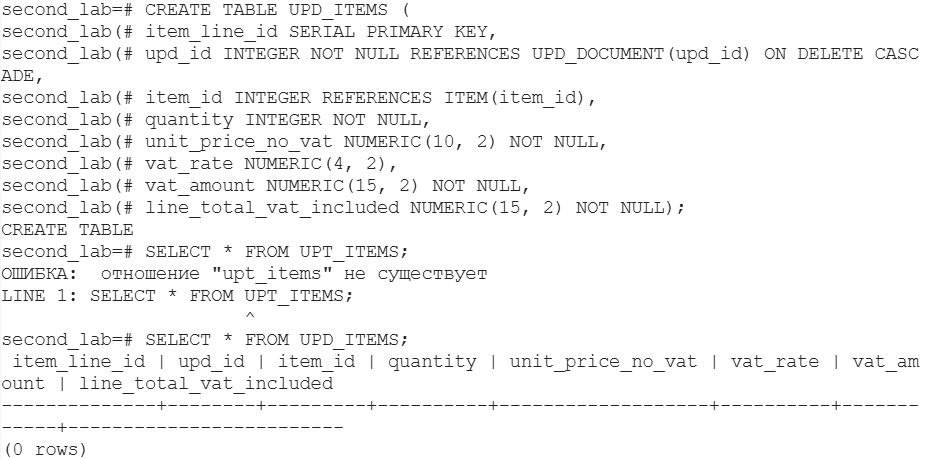 second_lab=# CREATE TABLE UPD_ITEMS (
second_lab(# item_line_id SERIAL PRIMARY KEY,
second_lab(# upd_id INTEGER NOT NULL REFERENCES UPD_DOCUMENT(upd_id) ON DELETE CASC
ADE,
second_lab(# item_id INTEGER REFERENCES ITEM(item_id),
second_lab(# quantity INTEGER NOT NULL,
second_lab(# unit_price_no_vat NUMERIC(10, 2) NOT NULL,
second_lab(# vat_rate NUMERIC(4, 2),
second_lab(# vat_amount NUMERIC(15, 2) NOT NULL,
second_lab(# line_total_vat_included NUMERIC(15, 2) NOT NULL);
CREATE TABLE
second_lab=# SELECT * FROM UPT_ITEMS;
ОШИБКА:  отношение "upt_items" не существует
LINE 1: SELECT * FROM UPT_ITEMS;
                      ^
second_lab=# SELECT * FROM UPD_ITEMS;
 item_line_id | upd_id | item_id | quantity | unit_price_no_vat | vat_rate | vat_am
ount | line_total_vat_included
--------------+--------+---------+----------+-------------------+----------+-------
-----+-------------------------
(0 rows)